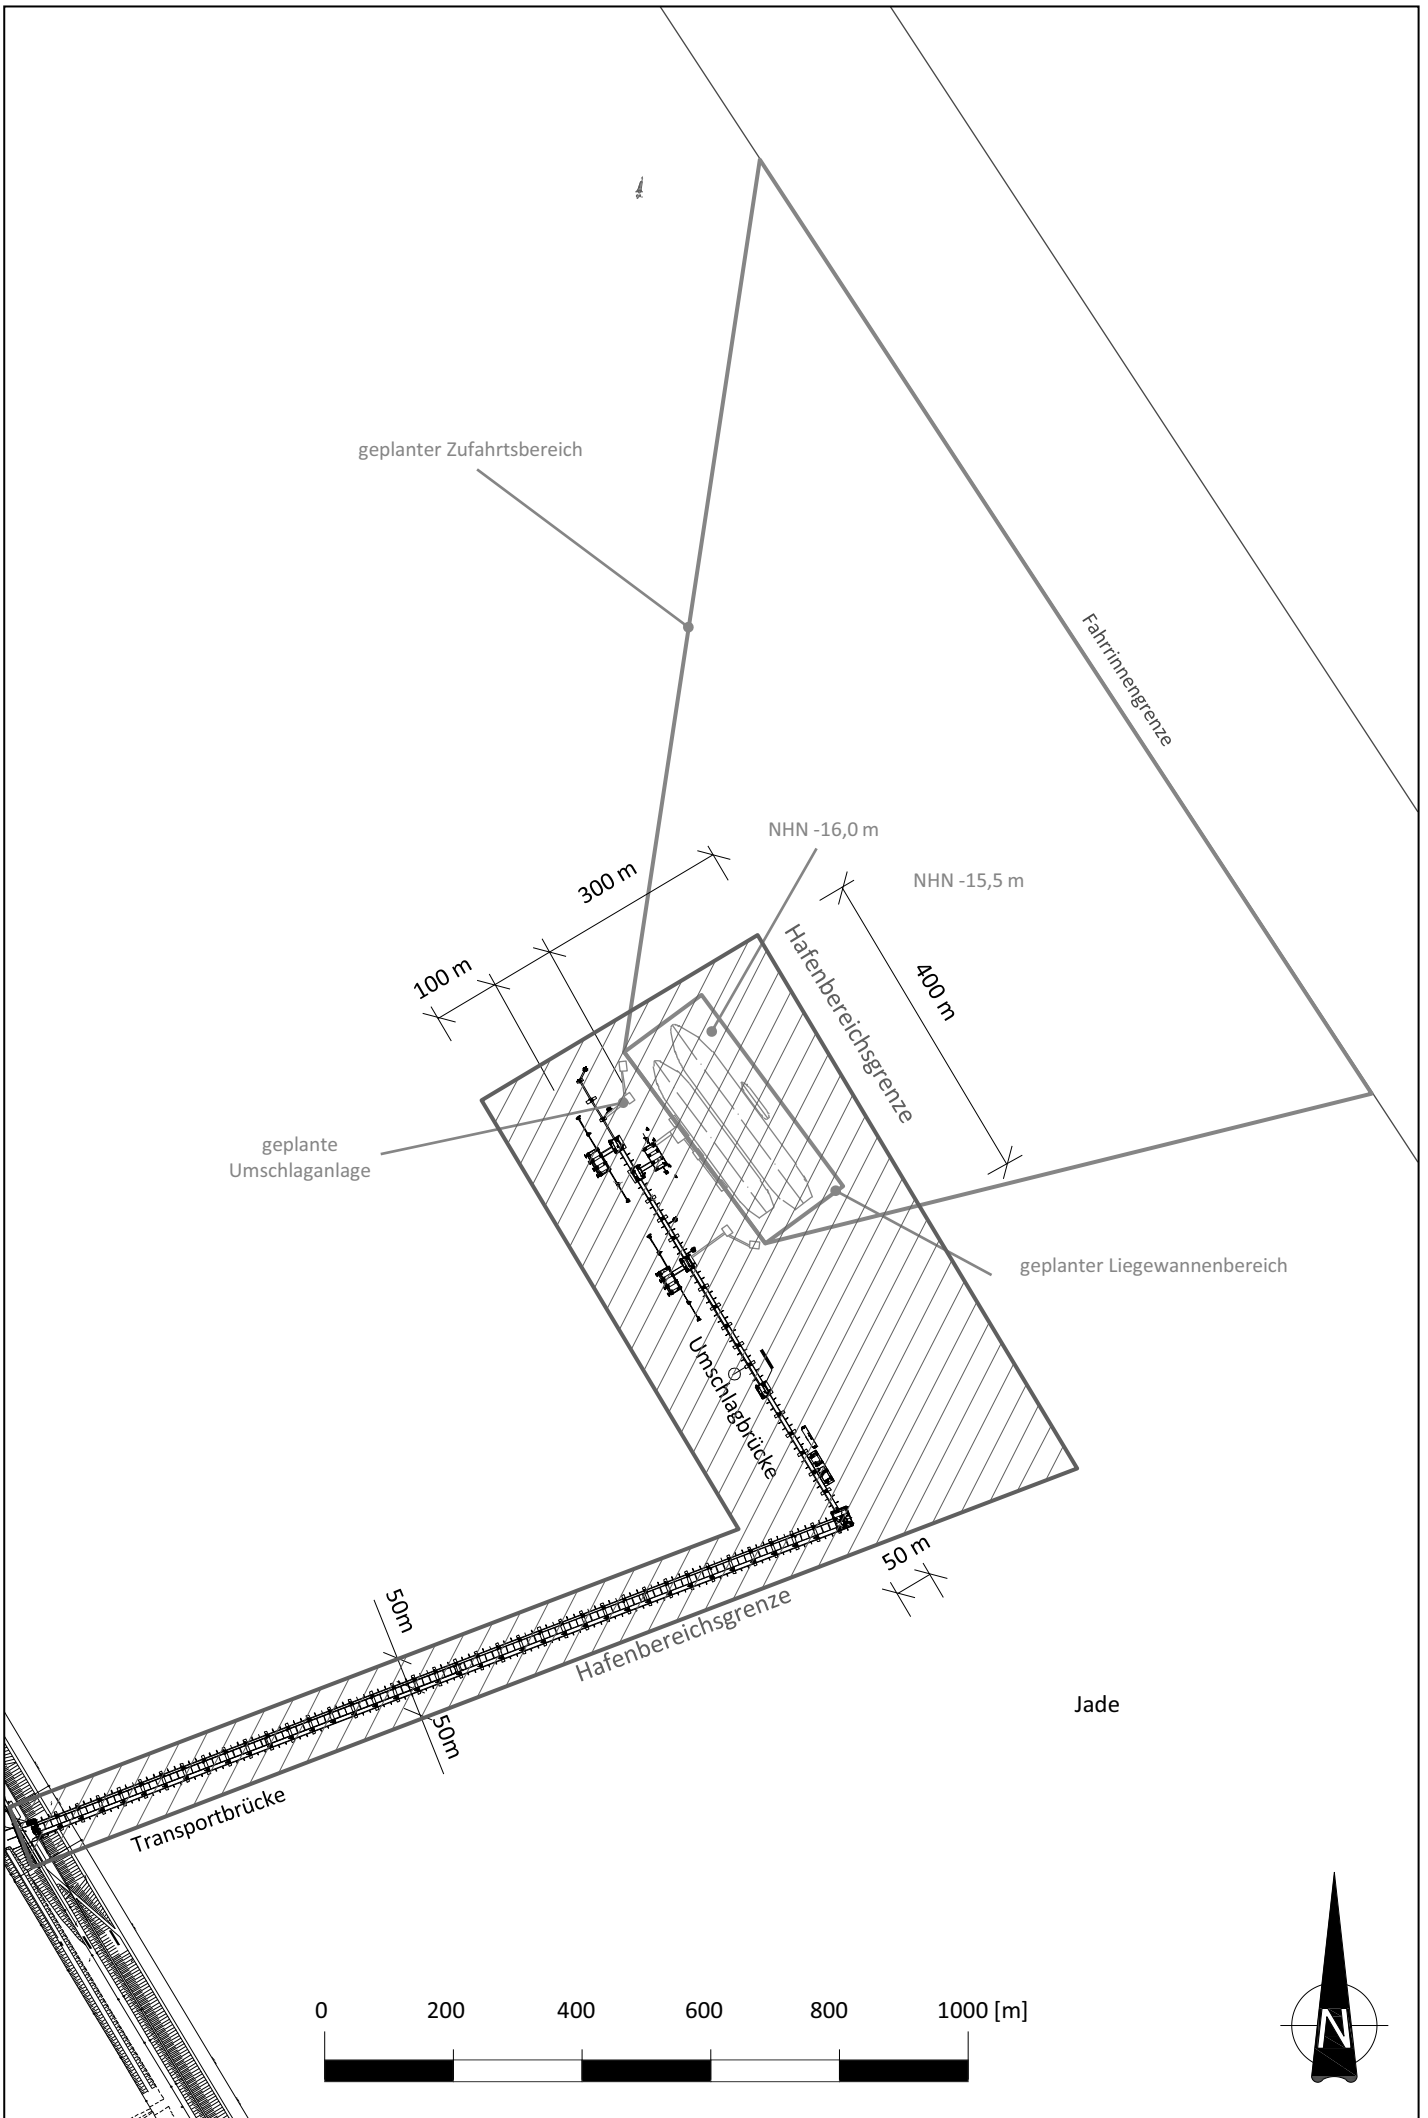 geplanter Zufahrtsbereich
Fahrrinnengrenze
NHN -16,0 m
300 m
NHN -15,5 m
Hafenbereichsgrenze
100 m
400 m
geplante
Umschlaganlage
geplanter Liegewannenbereich
Umschlagbrücke
50 m
50m
Hafenbereichsgrenze
Jade
50m
Transportbrücke
0 200 400 600 800 1000 [m]
N